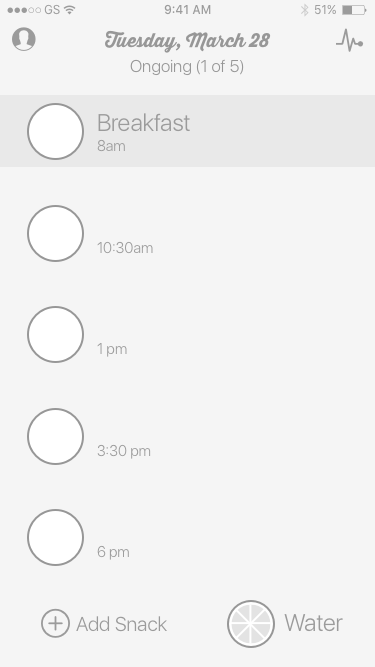 GS 9:41 AM 51%
Tuesday, March 28
Ongoing (1 of 5)
Breakfast
8am
10:30am
1 pm
3:30 pm
6 pm
Add Snack Water